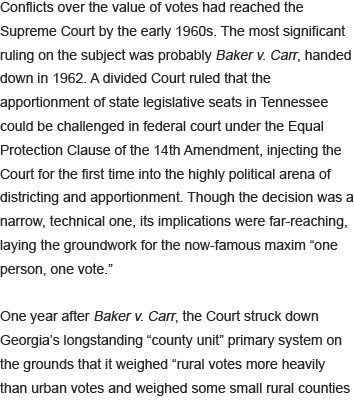 Conflicts over the value of votes had reached the
Supreme Court by the early 1960s. The most significant
ruling on the subject was probably Baker v. Carr, handed
down in 1962. A divided Court ruled that the
apportionment of state legislative seats in Tennessee
could be challenged in federal court under the Equal
Protection Clause of the 14th Amendment, injecting the
Court for the first time into the highly political arena of
districting and apportionment. Though the decision was a
narrow, technical one, its implications were far-reaching,
laying the groundwork for the now-famous maxim “one
person, one vote.”
One year after Baker v. Carr, the Court struck down
Georgia’s longstanding “county unit” primary system on
the grounds that it weighed “rural votes more heavily
than urban votes and weighed some small rural counties